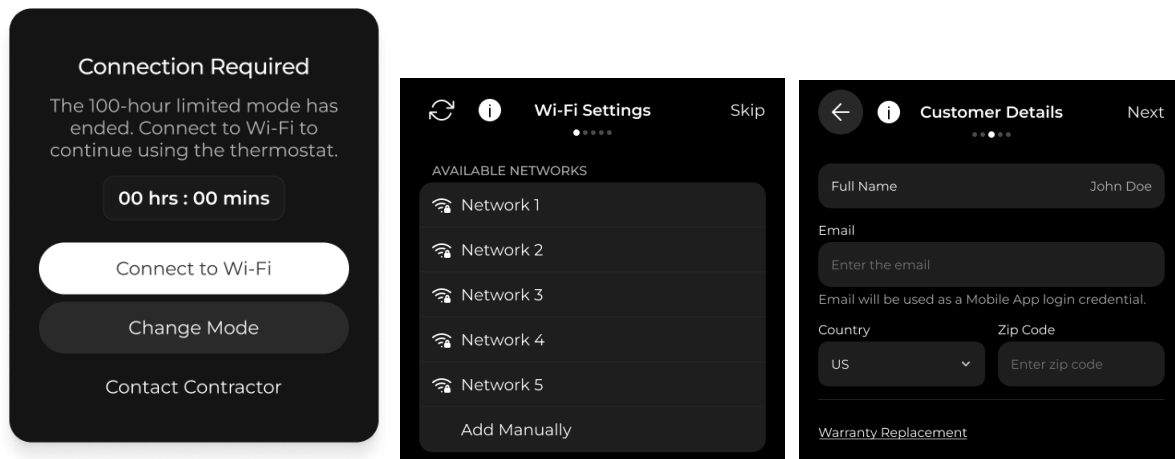 Connection Required
The 100-hour limited mode has
ended. Connect to Wi-Fi to
continue using the thermostat.
00 hrs : 00 mins
Connect to Wi-Fi
Change Mode
Contact Contractor
Wi-Fi Settings
Skip
AVAILABLE NETWORKS
Network 1
Network 2
Network 3
Network 4
Network 5
Add Manually
Customer Details
Next
Full Name
John Doe
Email
Enter the email
Email will be used as a Mobile App login credential.
Country
Zip Code
US
Enter zip code
Warranty Replacement